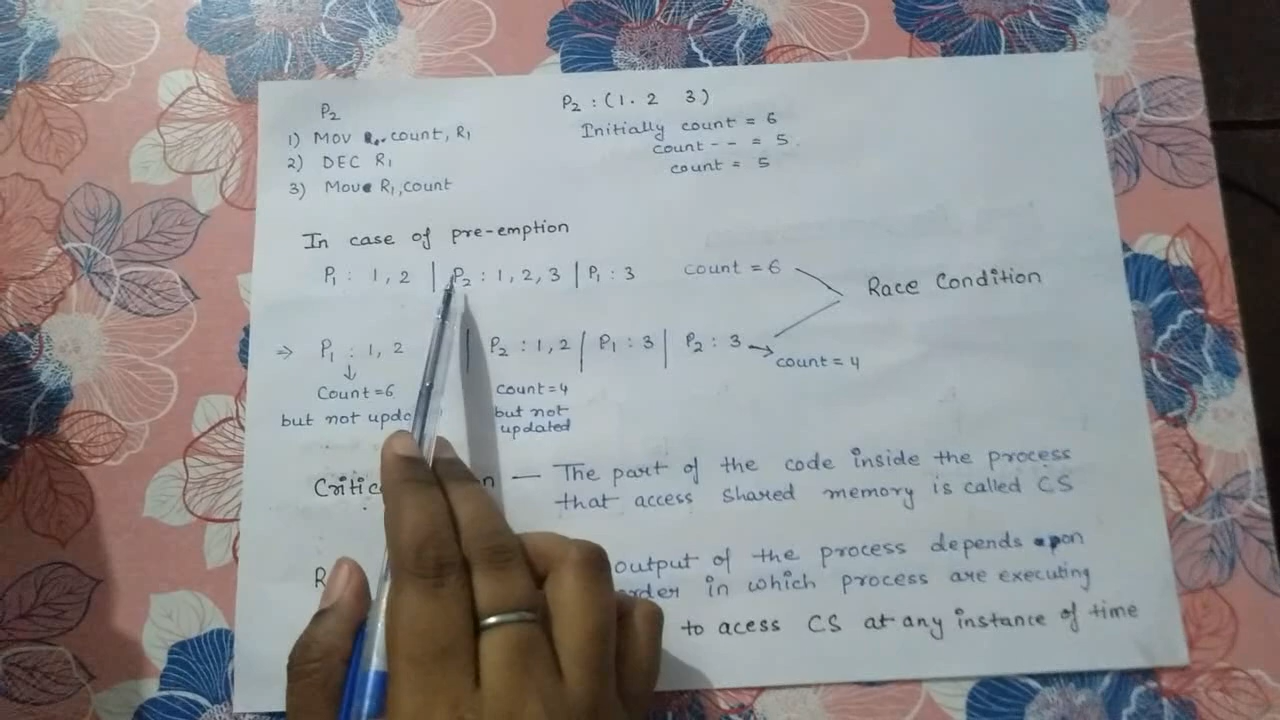 P2
1) MOV count, R1
2) DEC R1
3) Move R1, count
P2 : (1. 2 3)
Initially count = 6
count - - = 5
count = 5
In case of pre-emption
P1 : 1, 2 | P2 : 1, 2, 3 | P1 : 3 count = 6
Race Condition
⇒ P1 : 1, 2 | P2 : 1, 2 | P1 : 3 | P2 : 3 → count = 4
↓
Count = 6
but not
count = 4
but not
updated
— The part of the code inside the process
that access shared memory is called CS
output of the process depends upon
order in which process are executing
to acess CS at any instance of time